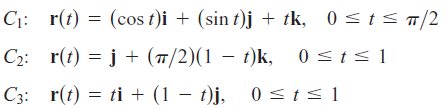 C₁: r(t) = (cos t)i + (sin t)j + tk, 0 ≤ t ≤ π/2
C₂: r(t) = j + (π/2)(1 − t)k, 0 ≤ t ≤ 1
C₃: r(t) = ti + (1 − t)j, 0 ≤ t ≤ 1